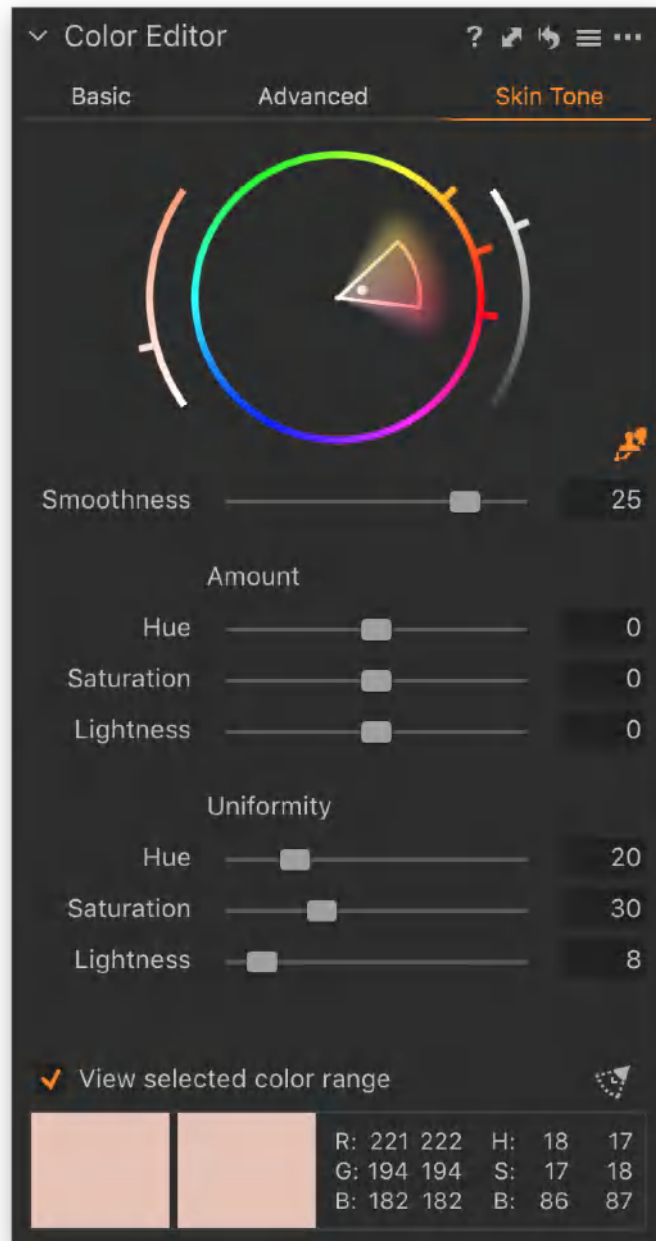 Color Editor ? ...
Basic Advanced Skin Tone
Smoothness 25
Amount
Hue 0
Saturation 0
Lightness 0
Uniformity
Hue 20
Saturation 30
Lightness 8
View selected color range
R: 221 222 H: 18 17
G: 194 194 S: 17 18
B: 182 182 B: 86 87